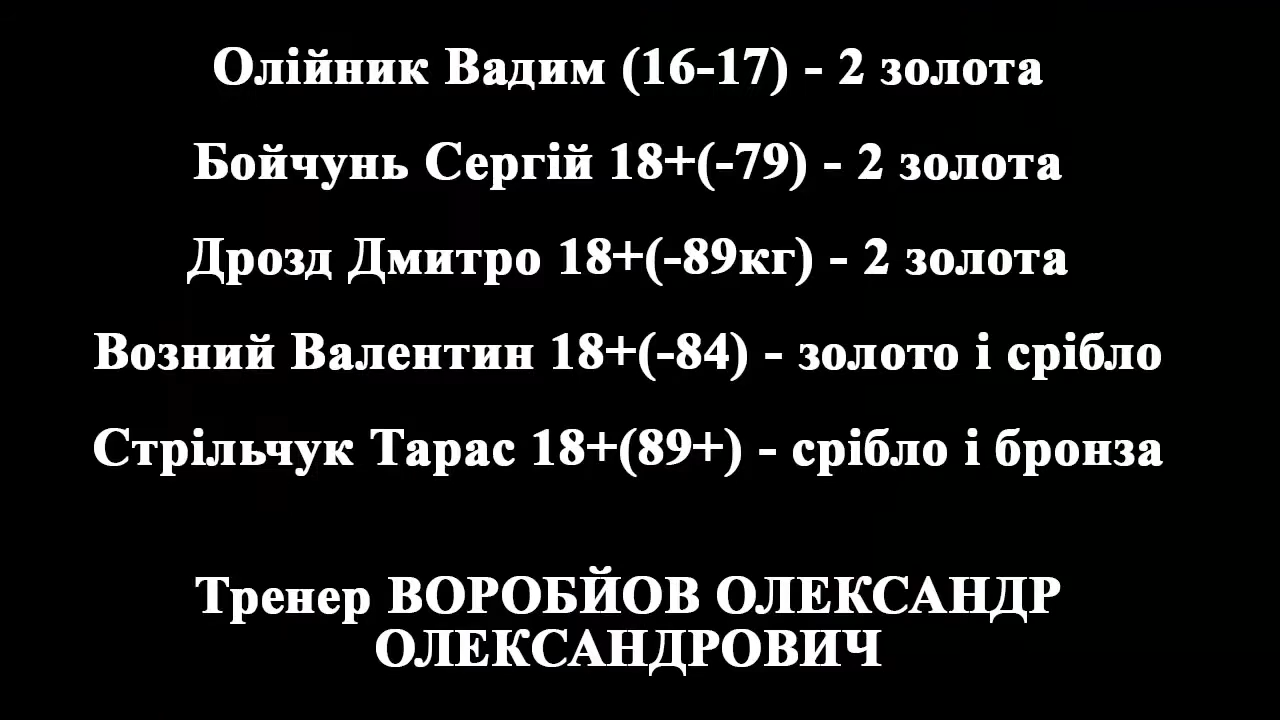 Олійник Вадим (16-17) - 2 золота
Бойчунь Сергій 18+(-79) - 2 золота
Дрозд Дмитро 18+(-89кг) - 2 золота
Возний Валентин 18+(-84) - золото і срібло
Стрільчук Тарас 18+(89+) - срібло і бронза
Тренер ВОРОБЙОВ ОЛЕКСАНДР
ОЛЕКСАНДРОВИЧ